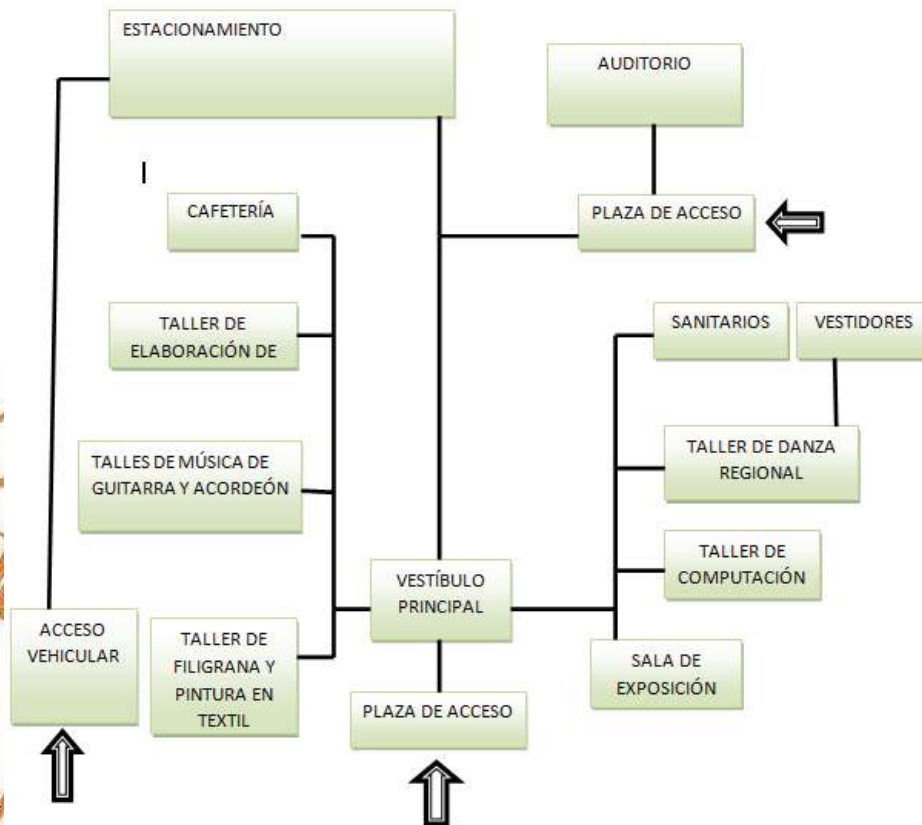 ESTACIONAMIENTO
AUDITORIO
CAFETERÍA
PLAZA DE ACCESO
TALLER DE
ELABORACIÓN DE
SANITARIOS
VESTIDORES
TALLES DE MÚSICA DE
GUITARRA Y ACORDEÓN
TALLER DE DANZA
REGIONAL
VESTÍBULO
PRINCIPAL
TALLER DE
COMPUTACIÓN
ACCESO
VEHICULAR
TALLER DE
FILIGRANA Y
PINTURA EN
TEXTIL
PLAZA DE ACCESO
SALA DE
EXPOSICIÓN